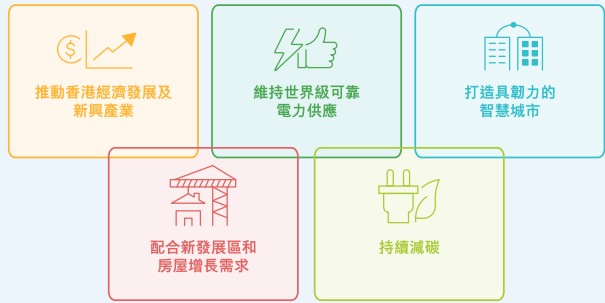 推動香港經濟發展及
新興產業
維持世界級可靠
電力供應
打造具韌力的
智慧城市
配合新發展區和
房屋增長需求
持續減碳